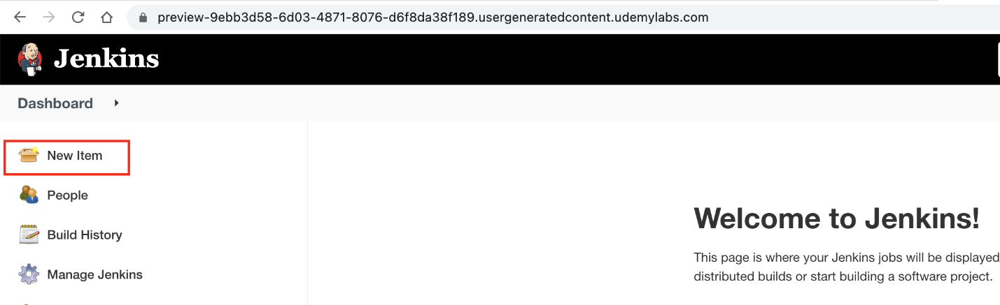 preview-9ebb3d58-6d03-4871-8076-d6f8da38f189.usergeneratedcontent.udemylabs.com
Jenkins
Dashboard
New Item
People
Build History
Manage Jenkins
Welcome to Jenkins!
This page is where your Jenkins jobs will be displayed
distributed builds or start building a software project.